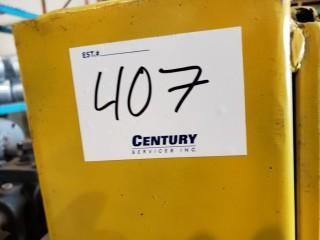 EST.#
407
CENTURY
SERVICES INC.